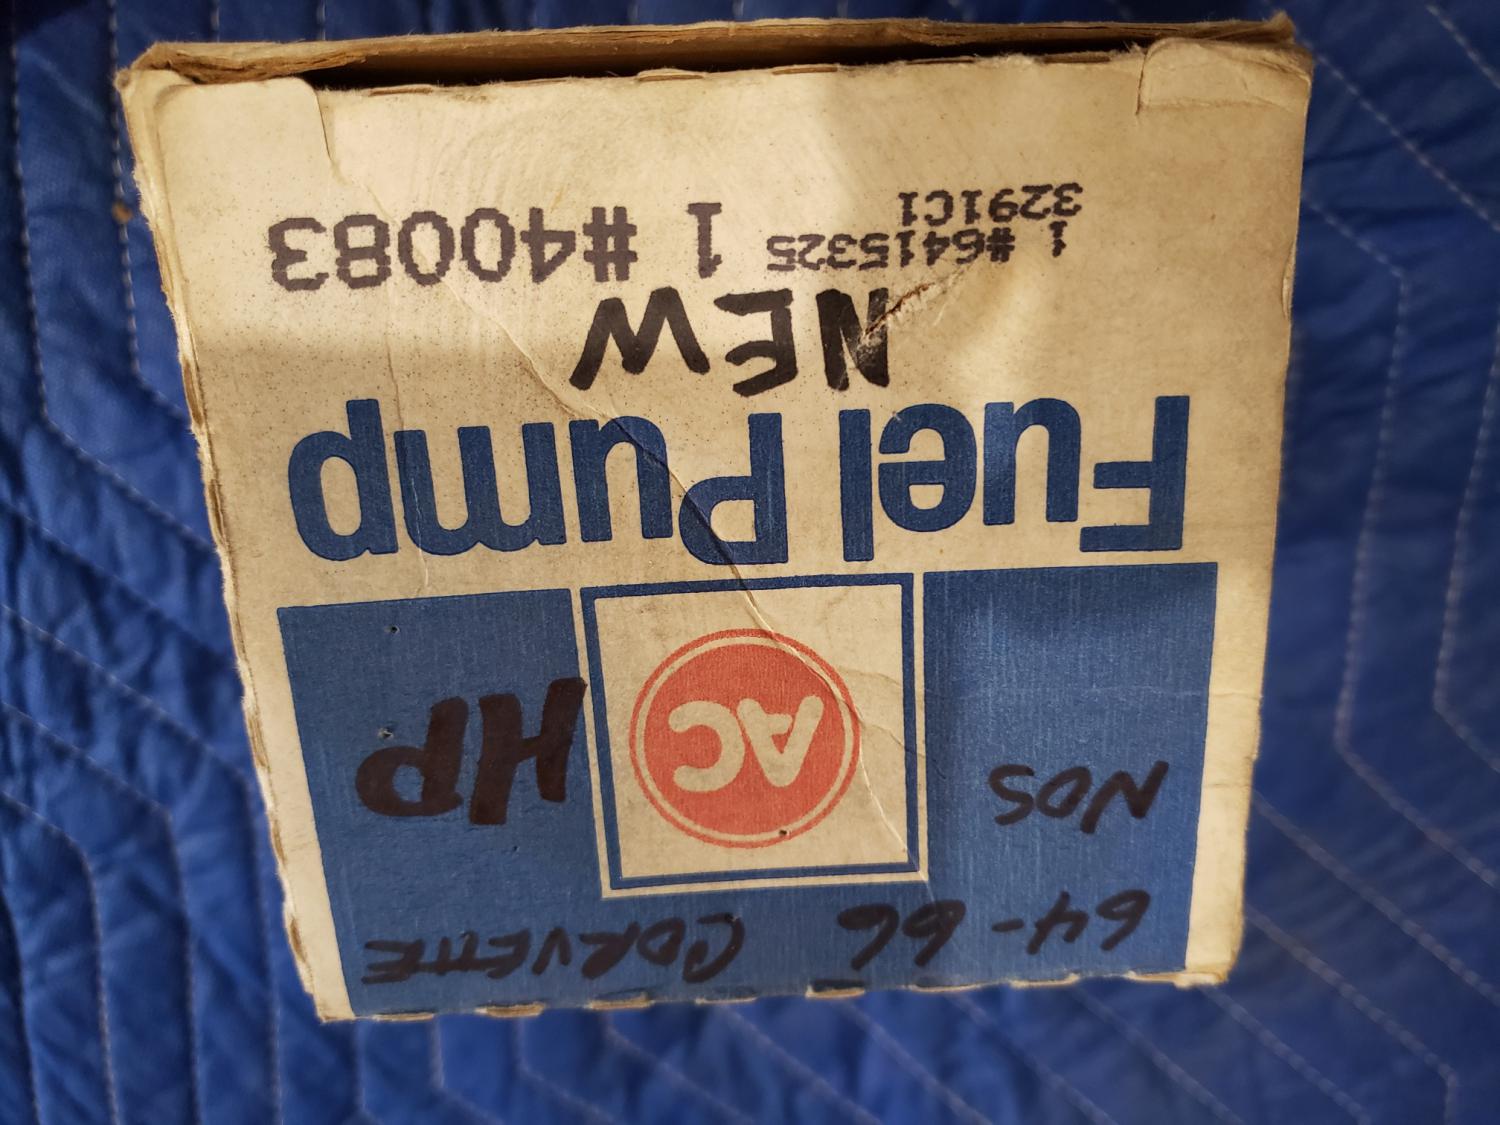 64-66 CORVETTE
NOS AC HP
Fuel Pump
NEW
1 #6415325 1 #40083
3291C1